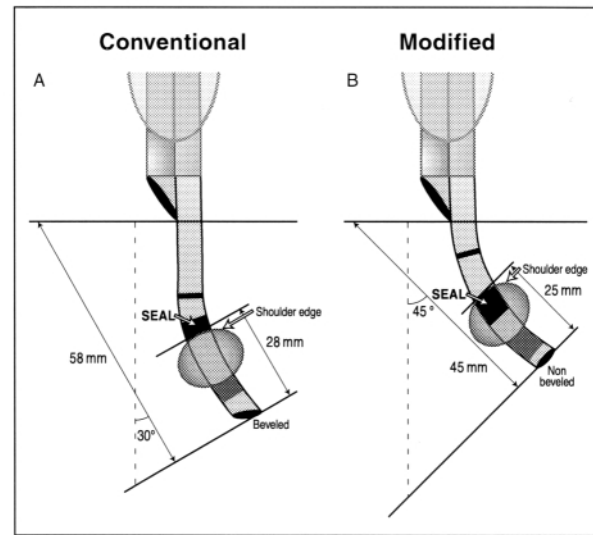 Conventional
Modified
A
B
SEAL
Shoulder edge
58 mm
28 mm
30°
Beveled
Shoulder edge
SEAL
25 mm
45°
45 mm
Non
beveled